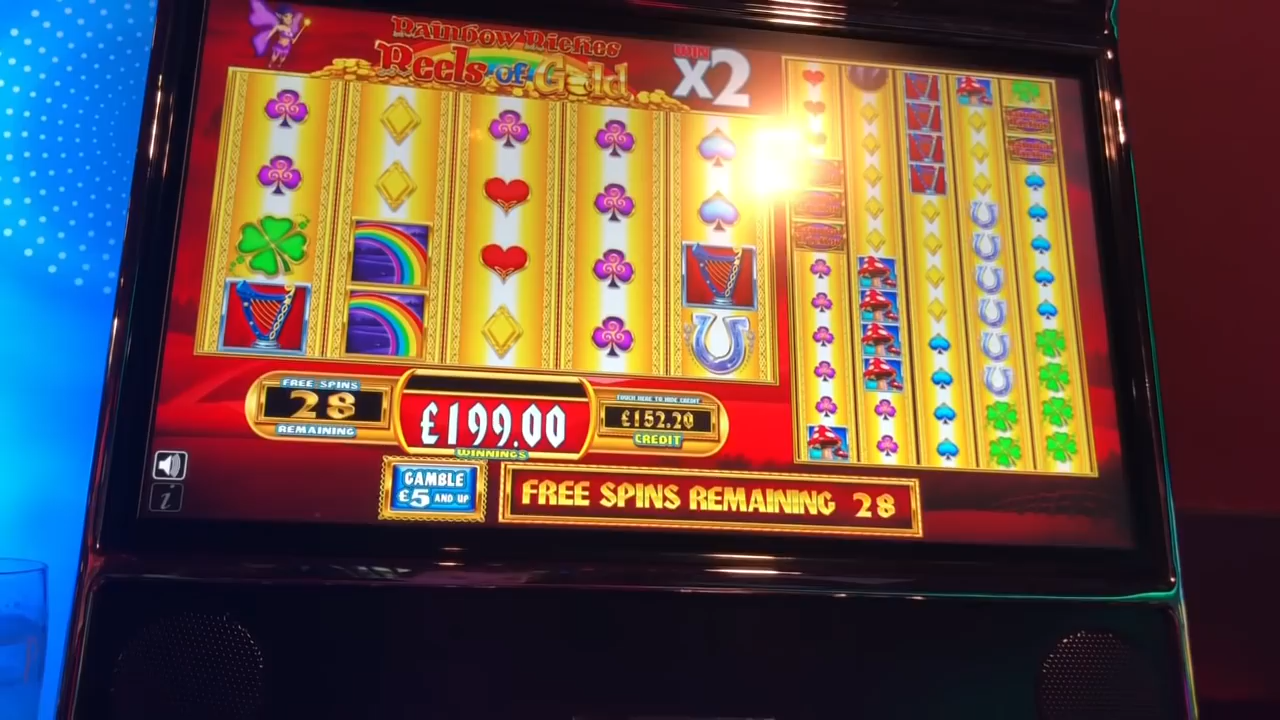 Rainbow Riches
Reels of Gold
WIN
X2
FREE SPINS
28
REMAINING
£199.00
WINNINGS
TOUCH HERE TO HIDE CREDIT
£152.20
CREDIT
GAMBLE
£5 AND UP
FREE SPINS REMAINING 28
i